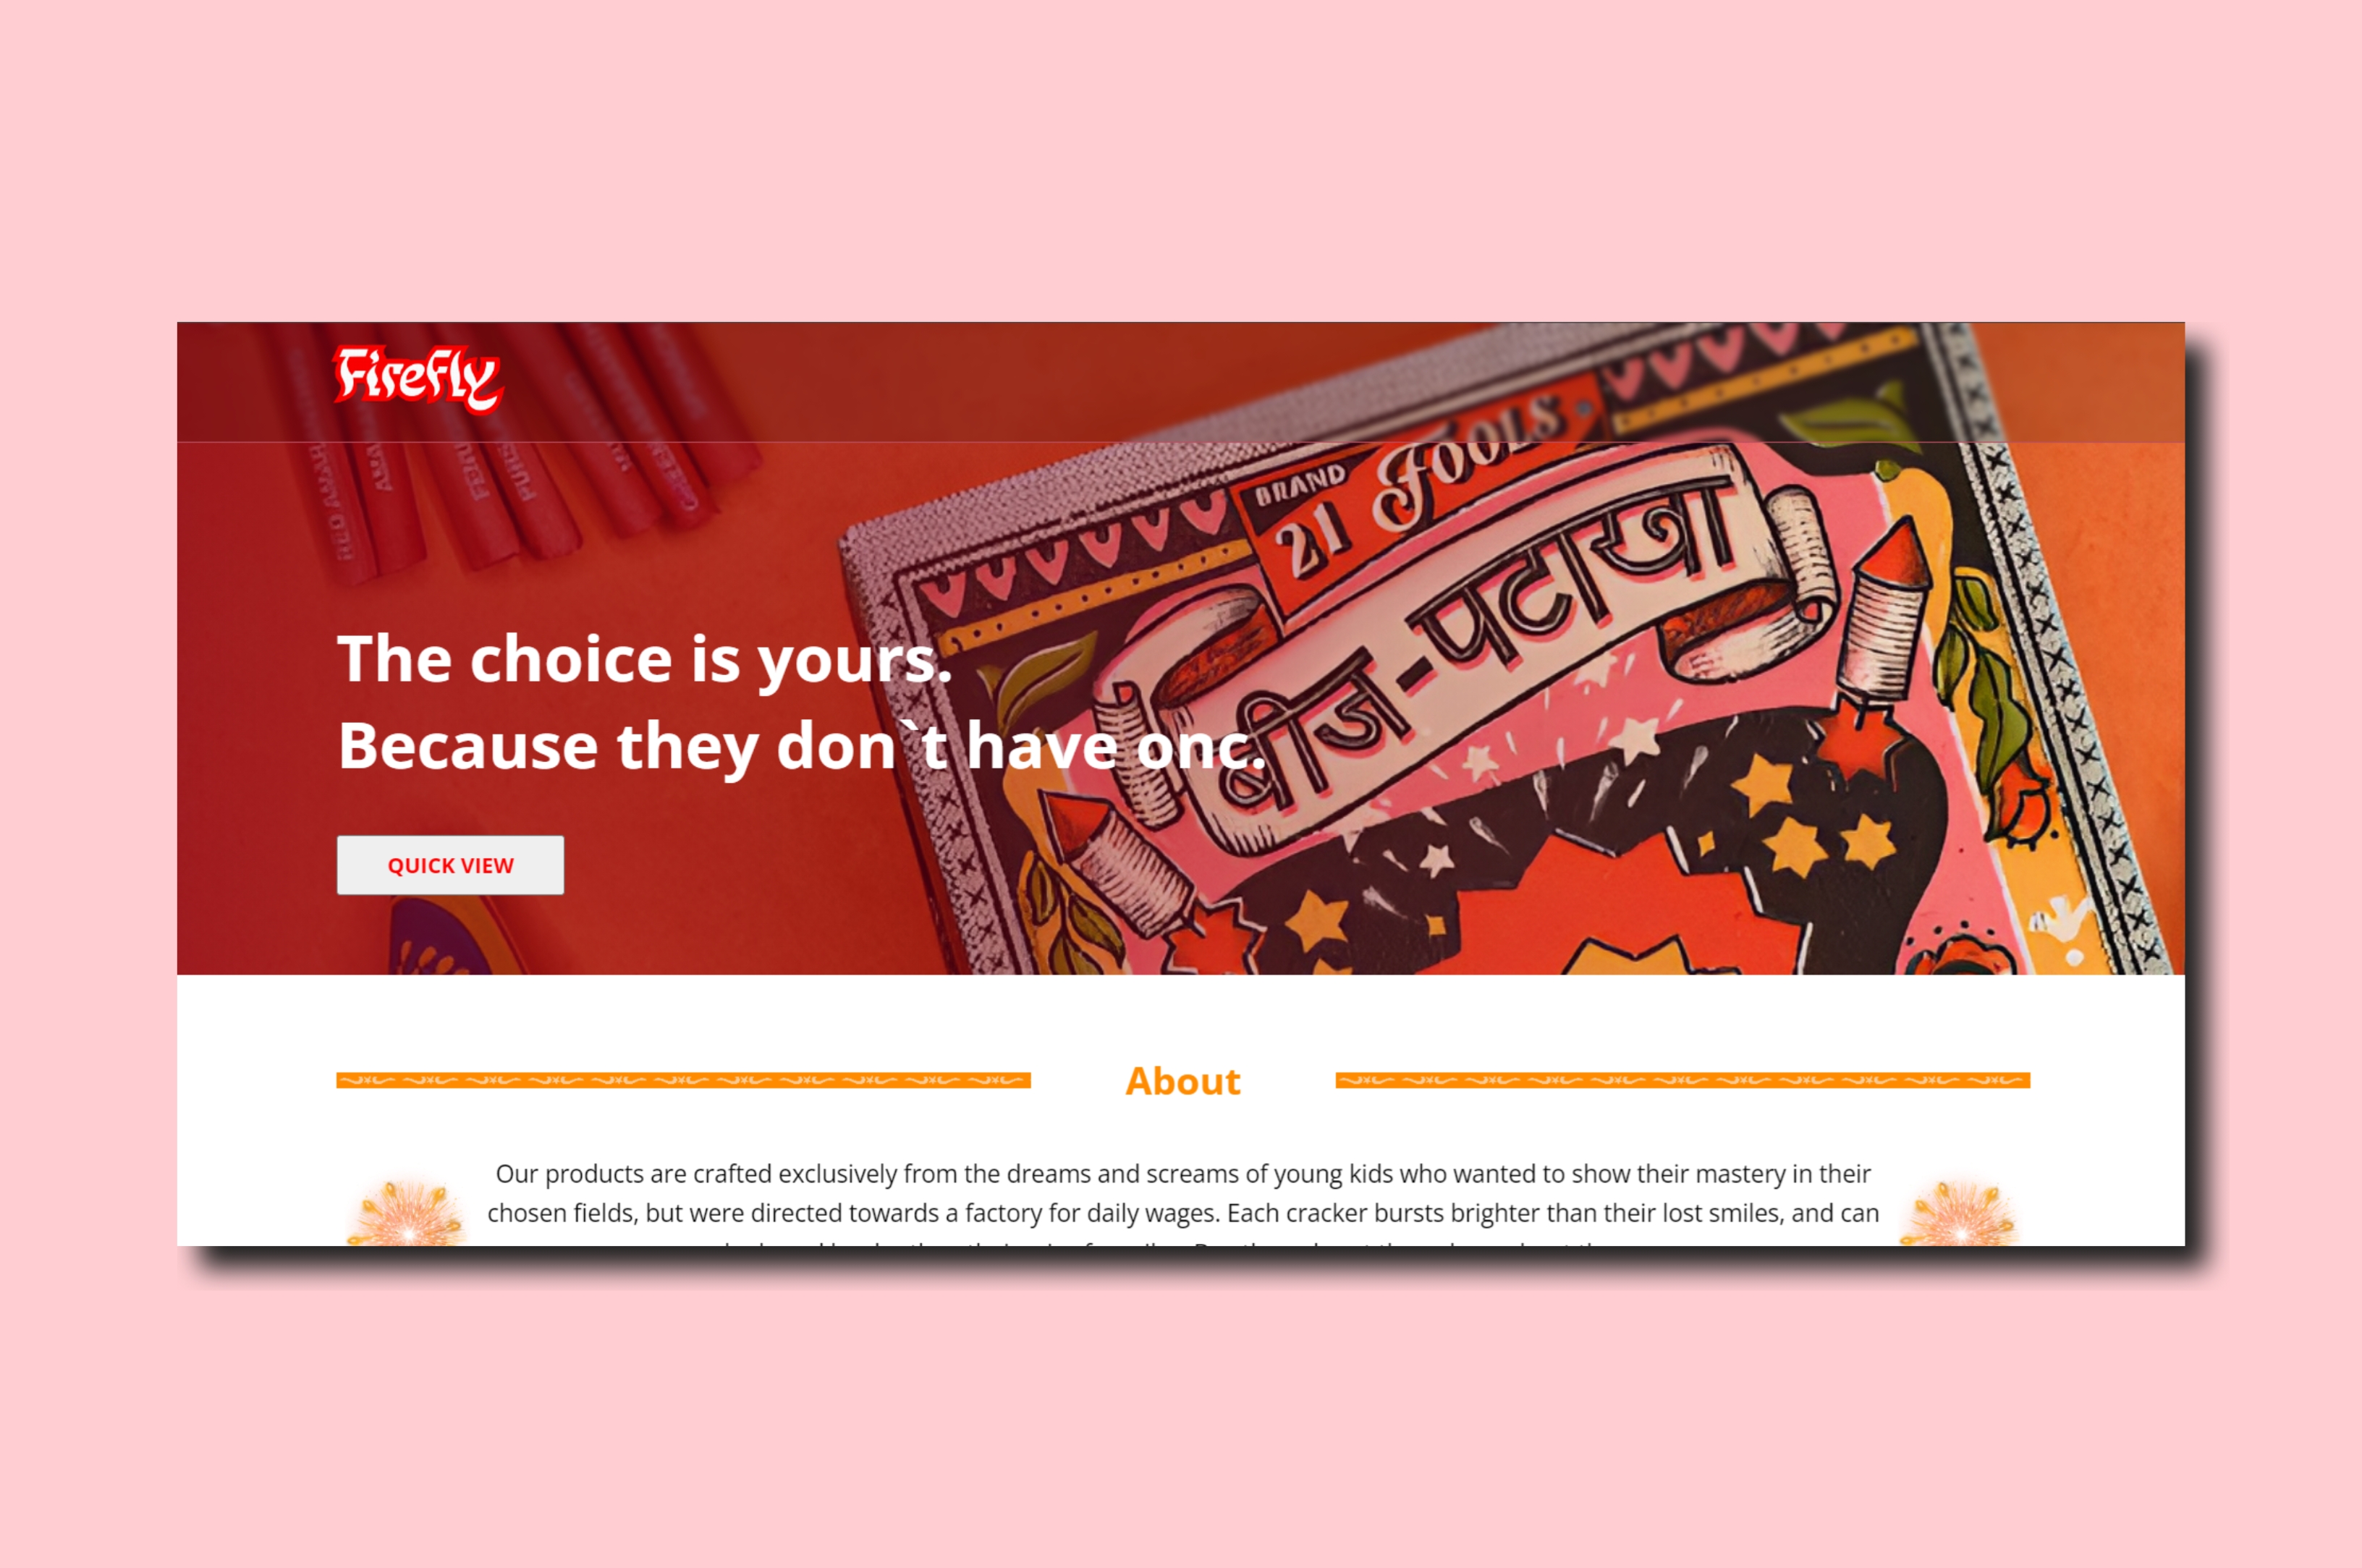 Firefly
BRAND
21 Fools
बीज-पटाखा
The choice is yours.
Because they don`t have onc.
QUICK VIEW
About
Our products are crafted exclusively from the dreams and screams of young kids who wanted to show their mastery in their
chosen fields, but were directed towards a factory for daily wages. Each cracker bursts brighter than their lost smiles, and can